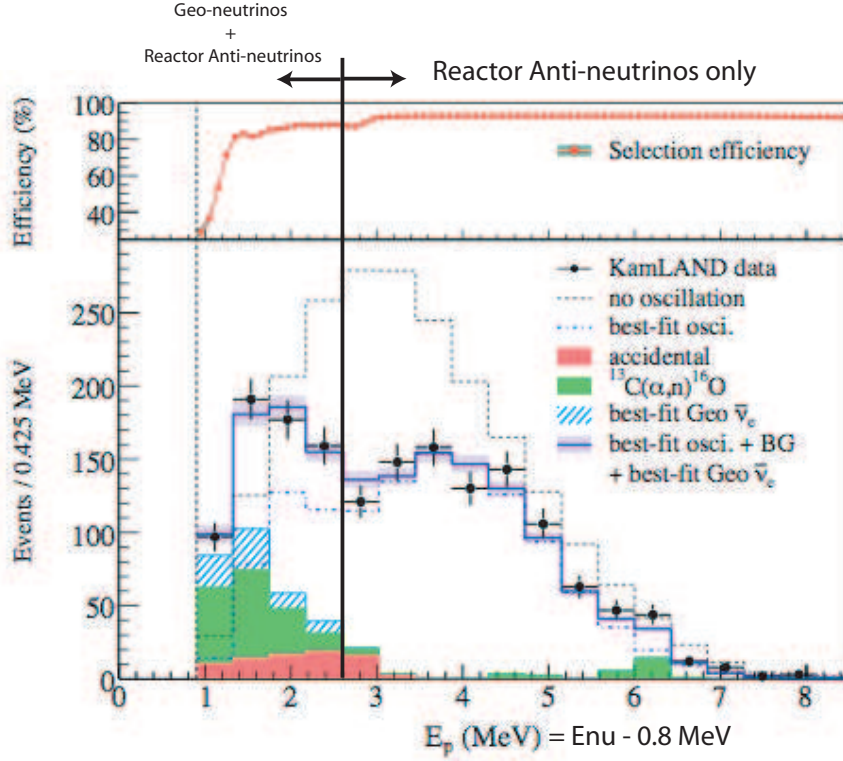 Geo-neutrinos
+
Reactor Anti-neutrinos
Reactor Anti-neutrinos only
Efficiency (%)
100
80
60
40
Selection efficiency
Events / 0.425 MeV
250
200
150
100
50
0
KamLAND data
no oscillation
best-fit osci.
accidental
¹³C(α,n)¹⁶O
best-fit Geo ν̄ₑ
best-fit osci. + BG
+ best-fit Geo ν̄ₑ
0 1 2 3 4 5 6 7 8
Eₚ (MeV) = Enu - 0.8 MeV